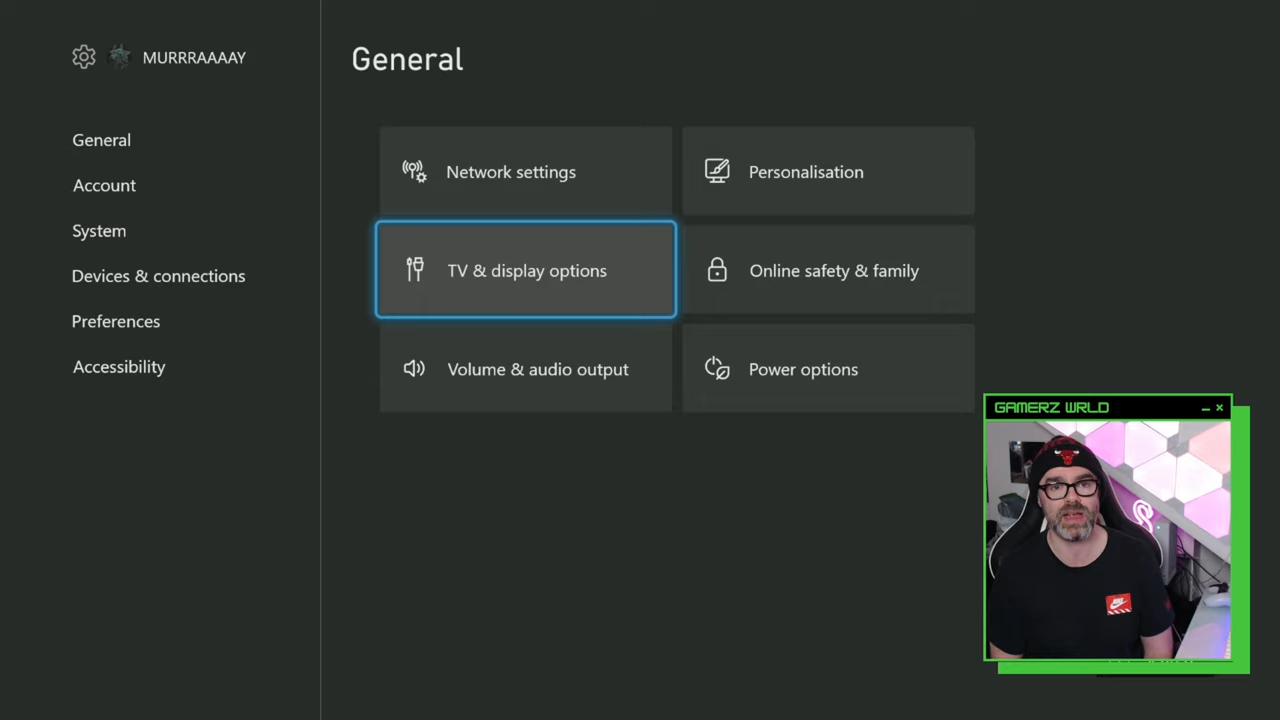 MURRRAAAAY
General
Account
System
Devices & connections
Preferences
Accessibility
General
Network settings
Personalisation
TV & display options
Online safety & family
Volume & audio output
Power options
GAMERZ WRLD